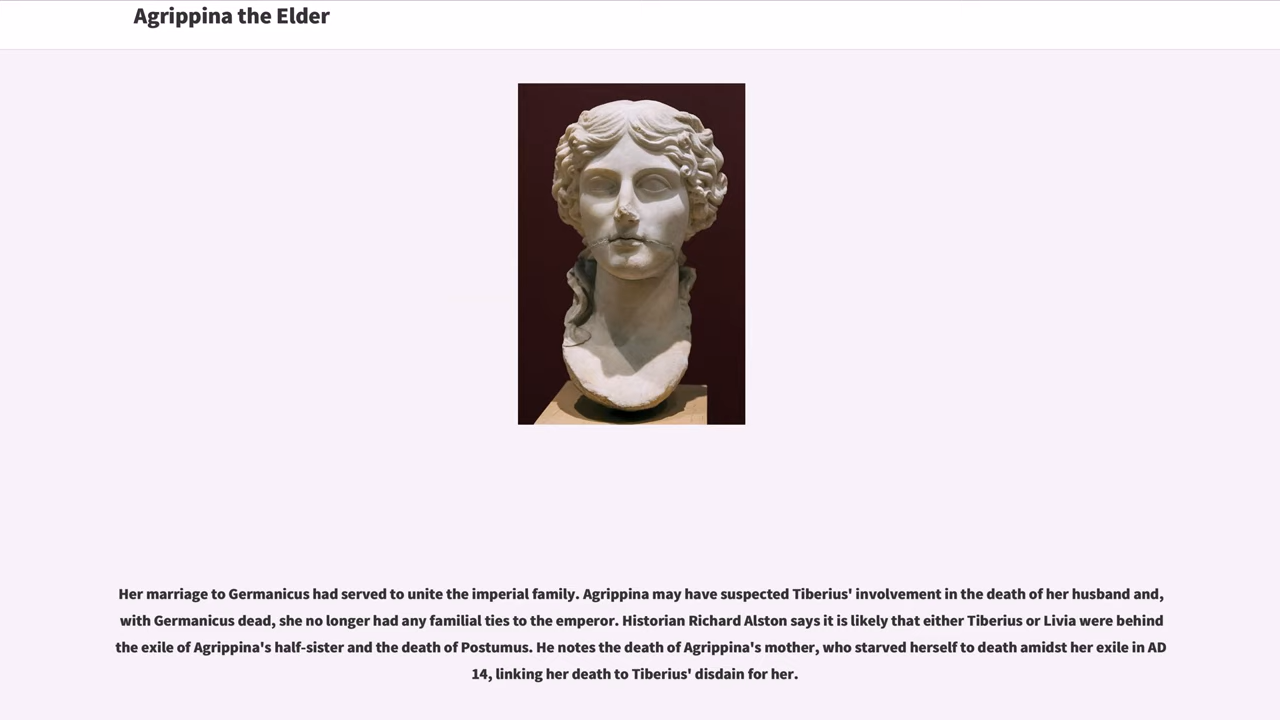 Agrippina the Elder
Her marriage to Germanicus had served to unite the imperial family. Agrippina may have suspected Tiberius' involvement in the death of her husband and,
with Germanicus dead, she no longer had any familial ties to the emperor. Historian Richard Alston says it is likely that either Tiberius or Livia were behind
the exile of Agrippina's half-sister and the death of Postumus. He notes the death of Agrippina's mother, who starved herself to death amidst her exile in AD
14, linking her death to Tiberius' disdain for her.